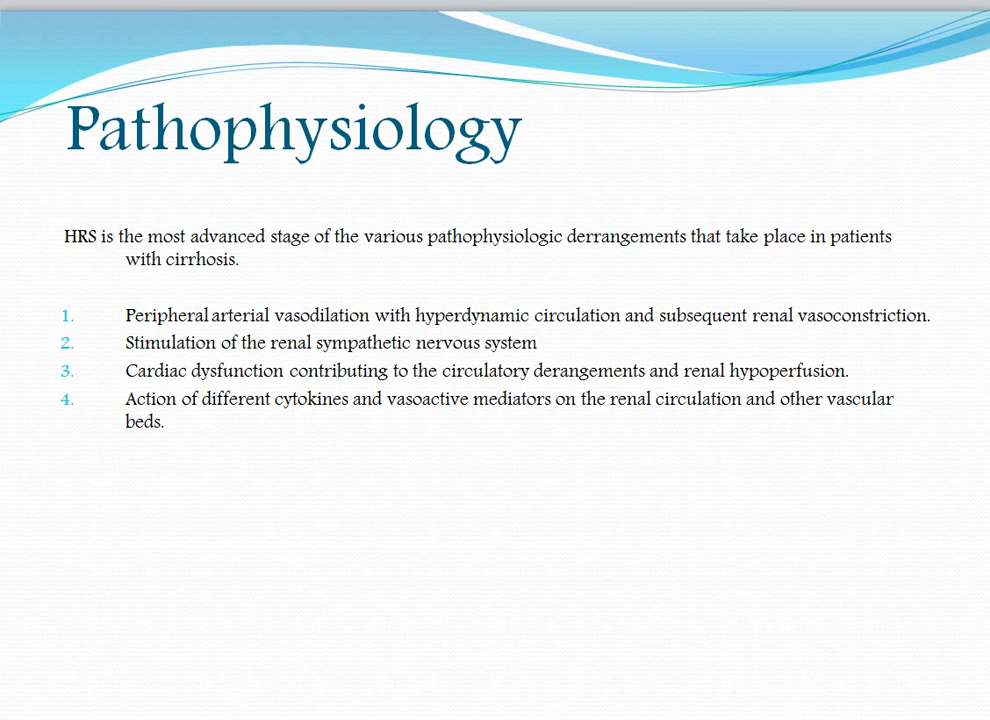 Pathophysiology
HRS is the most advanced stage of the various pathophysiologic derrangements that take place in patients
with cirrhosis.
1. Peripheral arterial vasodilation with hyperdynamic circulation and subsequent renal vasoconstriction.
2. Stimulation of the renal sympathetic nervous system
3. Cardiac dysfunction contributing to the circulatory derangements and renal hypoperfusion.
4. Action of different cytokines and vasoactive mediators on the renal circulation and other vascular
beds.